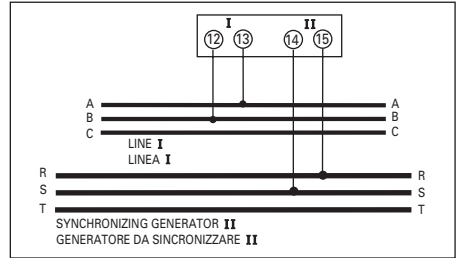 I II
12 13 14 15
A A
B B
C C
LINE I
LINEA I
R R
S S
T T
SYNCHRONIZING GENERATOR II
GENERATORE DA SINCRONIZZARE II